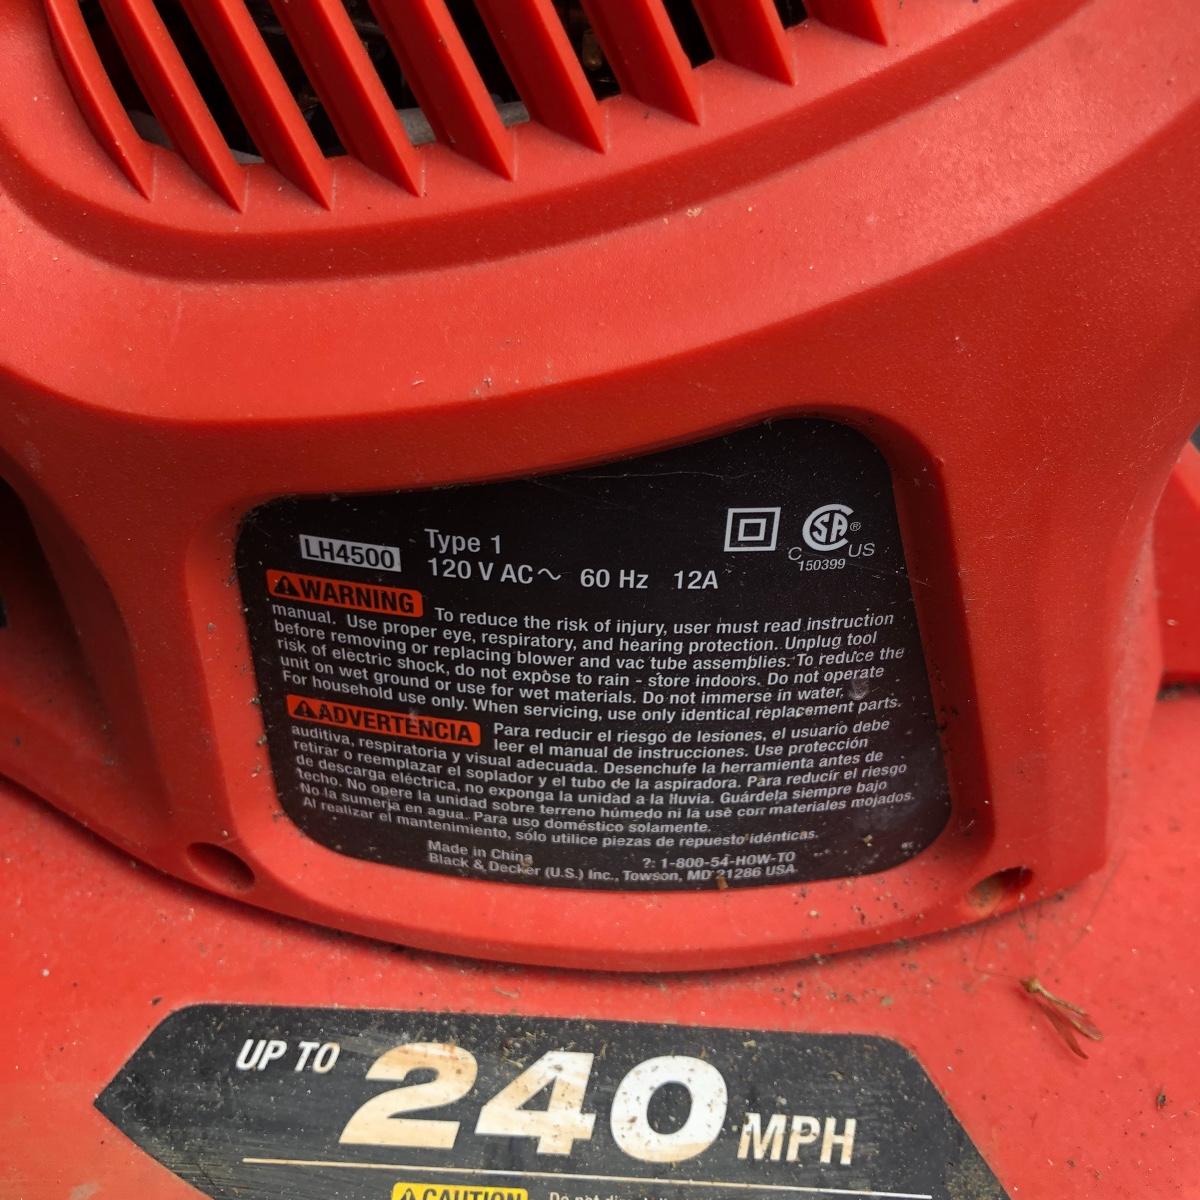 LH4500
Type 1
120 V AC~ 60 Hz 12A
SA ®
C US
150399
⚠WARNING To reduce the risk of injury, user must read instruction
manual. Use proper eye, respiratory, and hearing protection. Unplug tool
before removing or replacing blower and vac tube assemblies. To reduce the
risk of electric shock, do not expose to rain - store indoors. Do not operate
unit on wet ground or use for wet materials. Do not immerse in water.
For household use only. When servicing, use only identical replacement parts.
⚠ADVERTENCIA Para reducir el riesgo de lesiones, el usuario debe
leer el manual de instrucciones. Use protección
auditiva, respiratoria y visual adecuada. Desenchufe la herramienta antes de
retirar o reemplazar el soplador y el tubo de la aspiradora. Para reducir el riesgo
de descarga eléctrica, no exponga la unidad a la lluvia. Guárdela siempre bajo
techo. No opere la unidad sobre terreno húmedo ni la use con materiales mojados.
No la sumerja en agua. Para uso doméstico solamente.
Al realizar el mantenimiento, sólo utilice piezas de repuesto idénticas.
Made in China ?: 1-800-54-HOW-TO
Black & Decker (U.S.) Inc., Towson, MD 21286 USA
UP TO 240 MPH
⚠CAUTION Do not